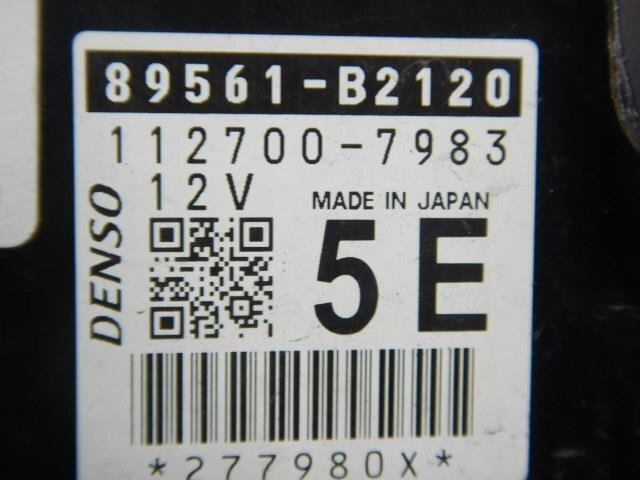 89561-B2120
112700-7983
12V
MADE IN JAPAN
DENSO
5E
*277980X*